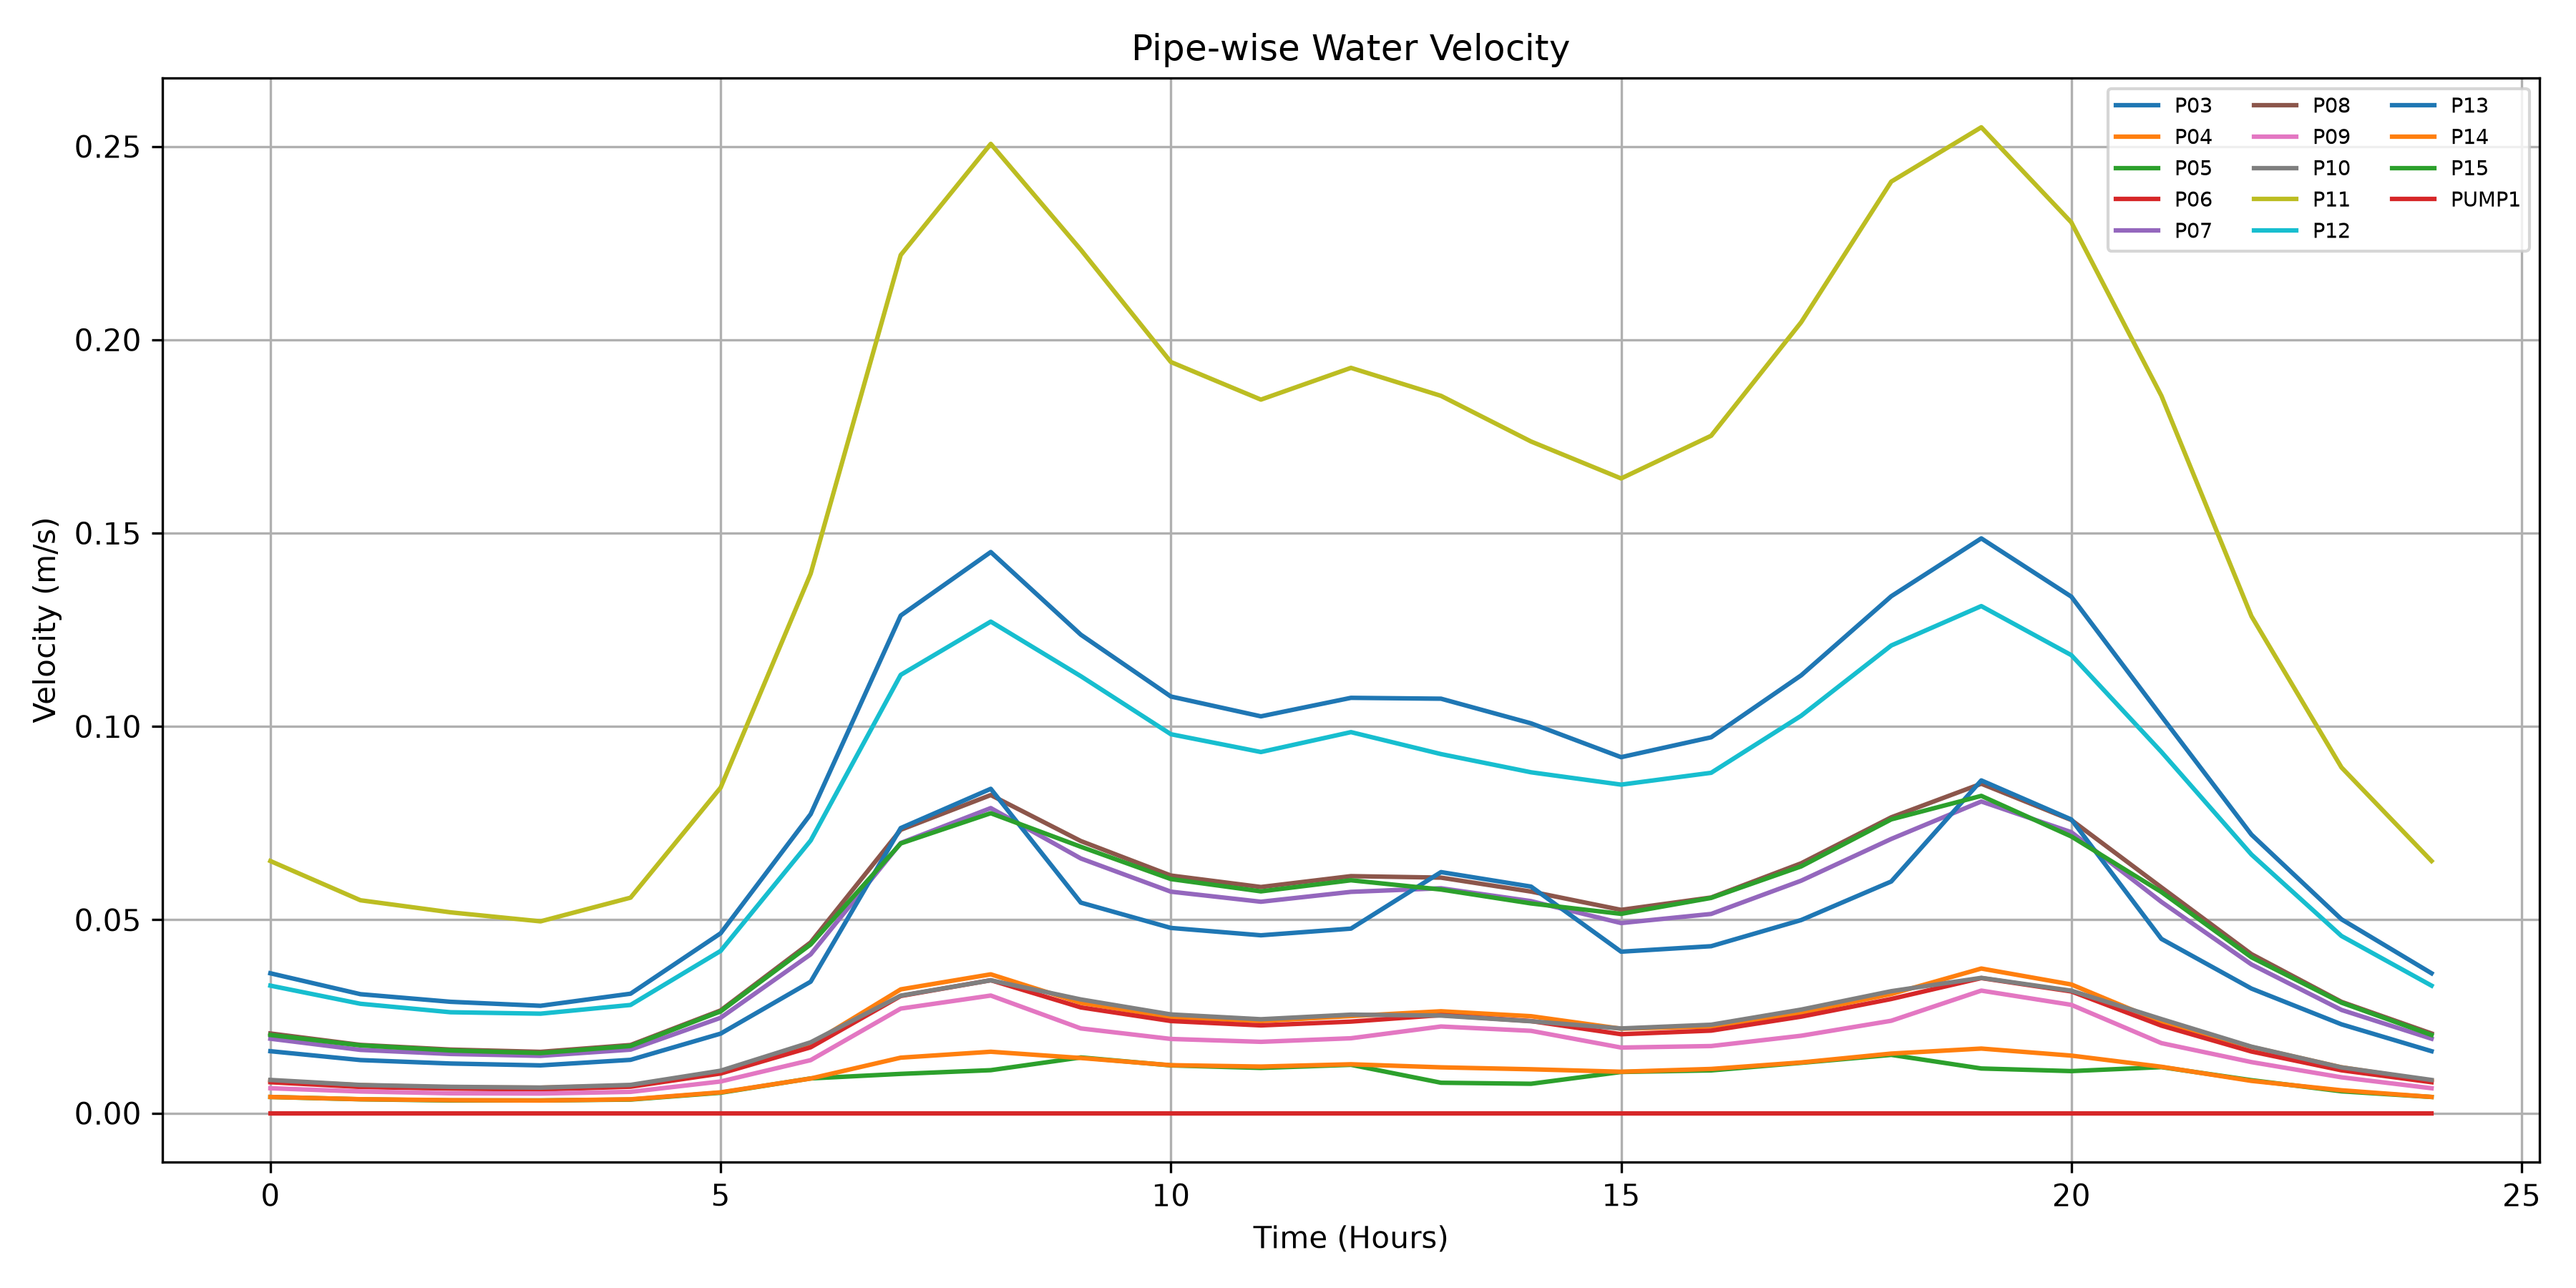 Pipe-wise Water Velocity
P03 P08 P13
P04 P09 P14
P05 P10 P15
P06 P11 PUMP1
P07 P12
0.25
0.20
0.15
0.10
0.05
0.00
Velocity (m/s)
0 5 10 15 20 25
Time (Hours)